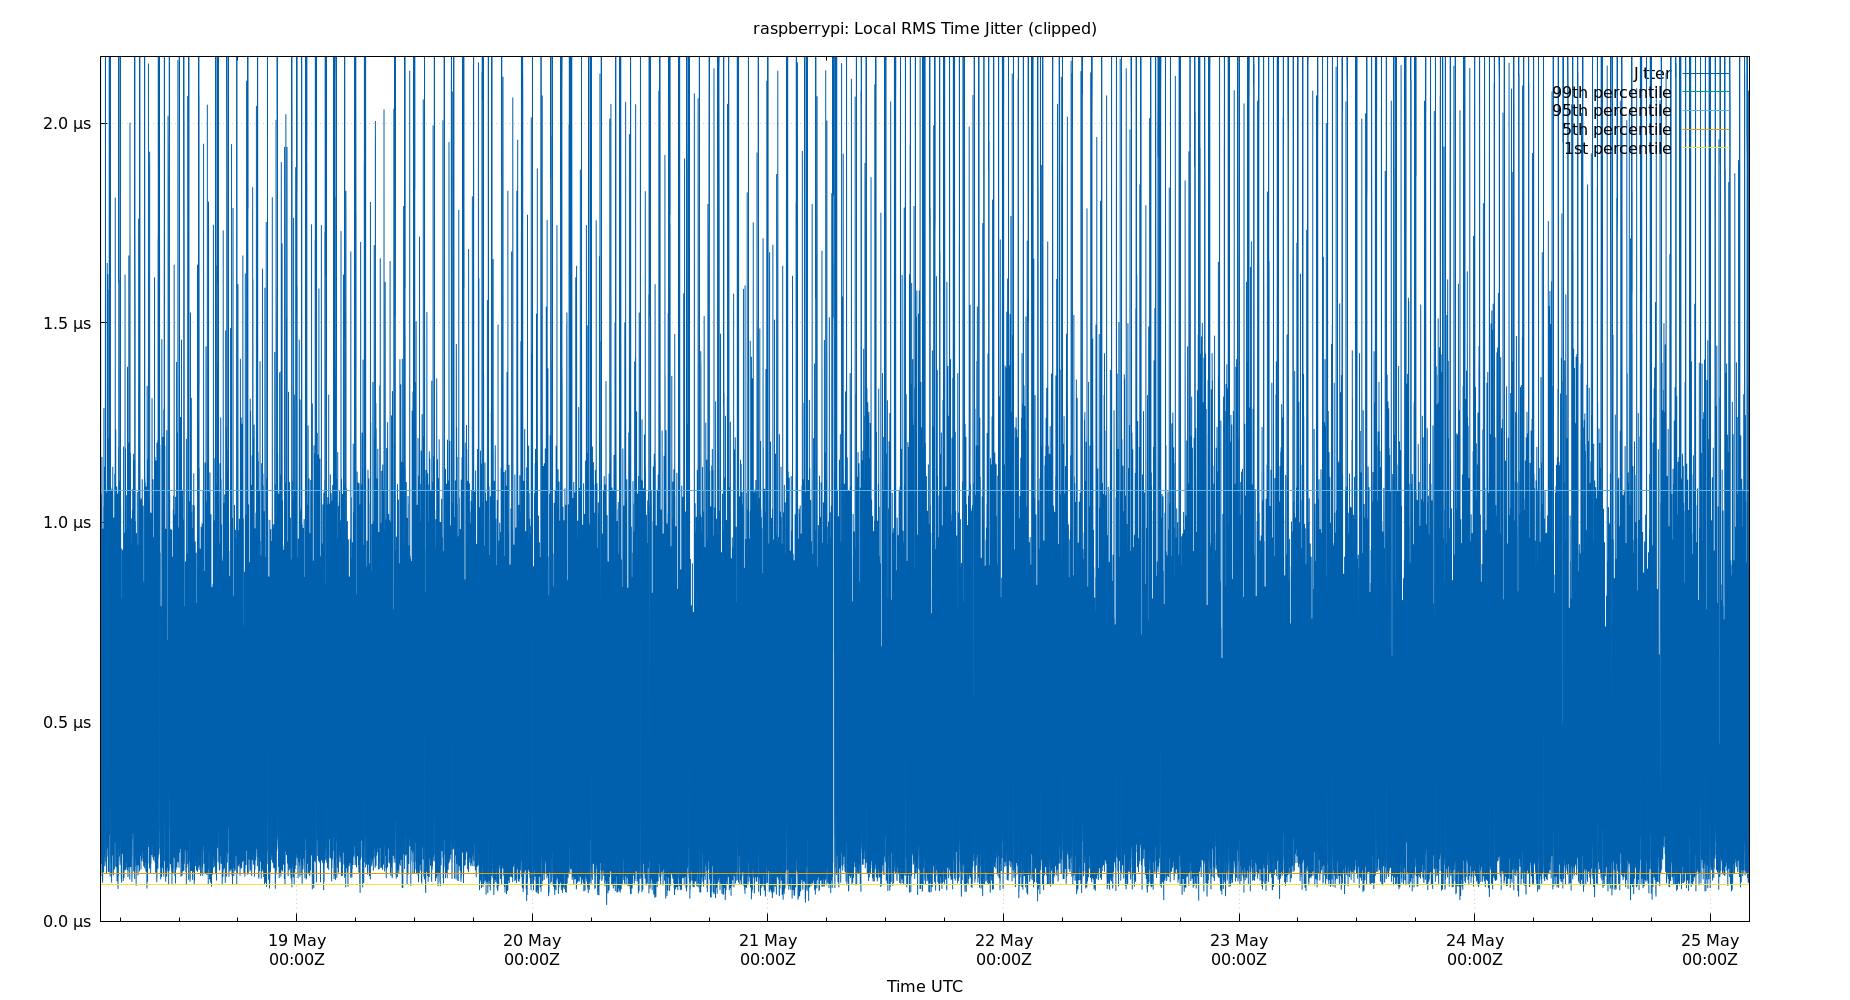 raspberrypi: Local RMS Time Jitter (clipped)
Jitter
99th percentile
95th percentile
5th percentile
1st percentile
2.0 μs
1.5 μs
1.0 μs
0.5 μs
0.0 μs
19 May 20 May 21 May 22 May 23 May 24 May 25 May
00:00Z 00:00Z 00:00Z 00:00Z 00:00Z 00:00Z 00:00Z
Time UTC